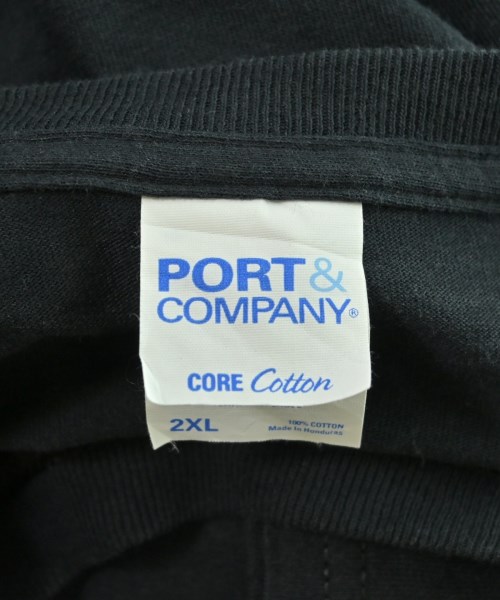 PORT&
COMPANY®
CORE Cotton
2XL
100% COTTON
Made in Honduras